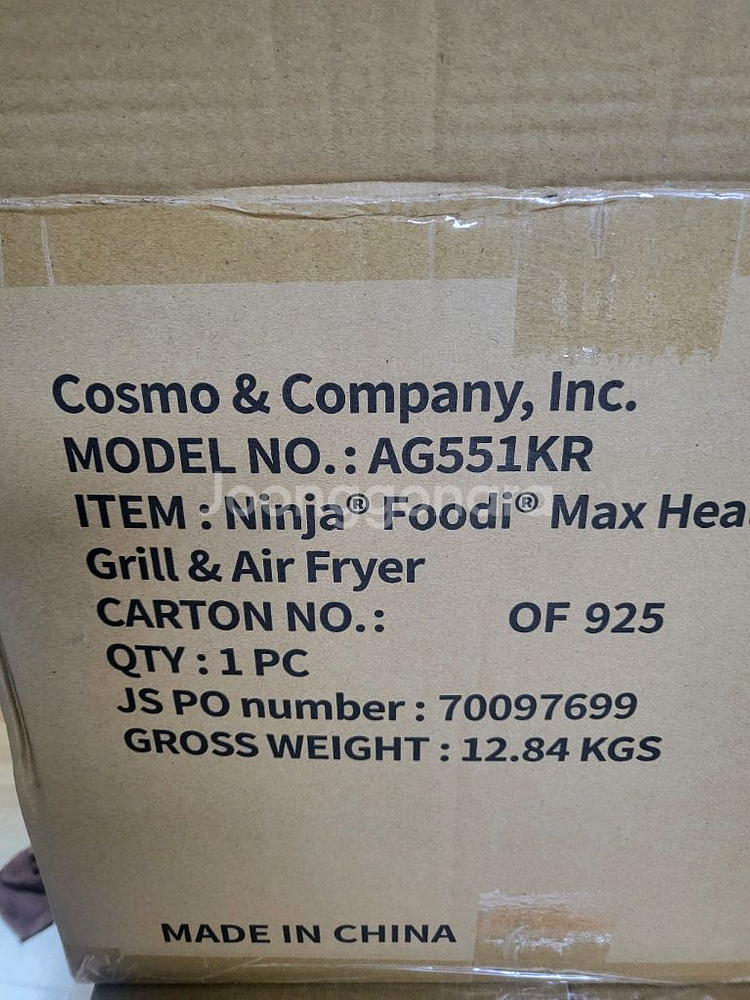 Cosmo & Company, Inc.
MODEL NO.: AG551KR
ITEM : Ninja® Foodi® Max
Grill & Air Fryer
CARTON NO.: OF 925
QTY : 1 PC
JS PO number : 70097699
GROSS WEIGHT : 12.84 KGS
MADE IN CHINA
Joonggonara